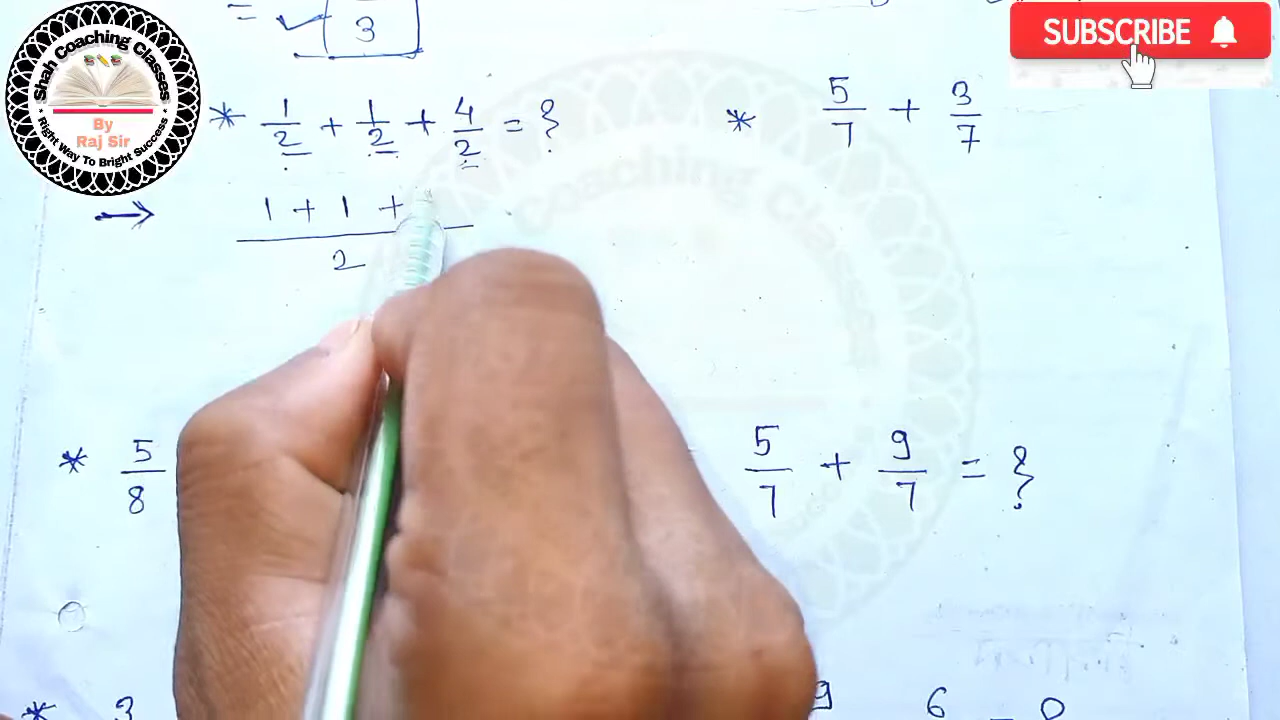 = ✓ 3
Shah Coaching Classes
By
Raj Sir
Right Way To Bright Success
SUBSCRIBE
* 1/2 + 1/2 + 4/2 = ?
* 5/7 + 3/7
→ 1 + 1 +
2
* 5/8
5/7 + 9/7 = ?
* 3
9 6 =